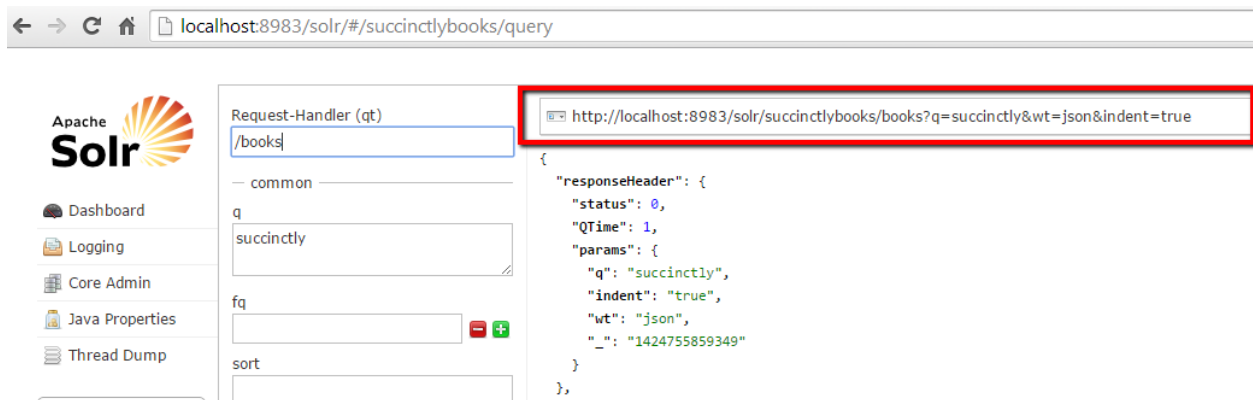 localhost:8983/solr/#/succinctlybooks/query
Apache
Solr
Dashboard
Logging
Core Admin
Java Properties
Thread Dump
Request-Handler (qt)
/books
common
q
succinctly
fq
sort
http://localhost:8983/solr/succinctlybooks/books?q=succinctly&wt=json&indent=true
{
"responseHeader": {
"status": 0,
"QTime": 1,
"params": {
"q": "succinctly",
"indent": "true",
"wt": "json",
"_": "1424755859349"
}
},